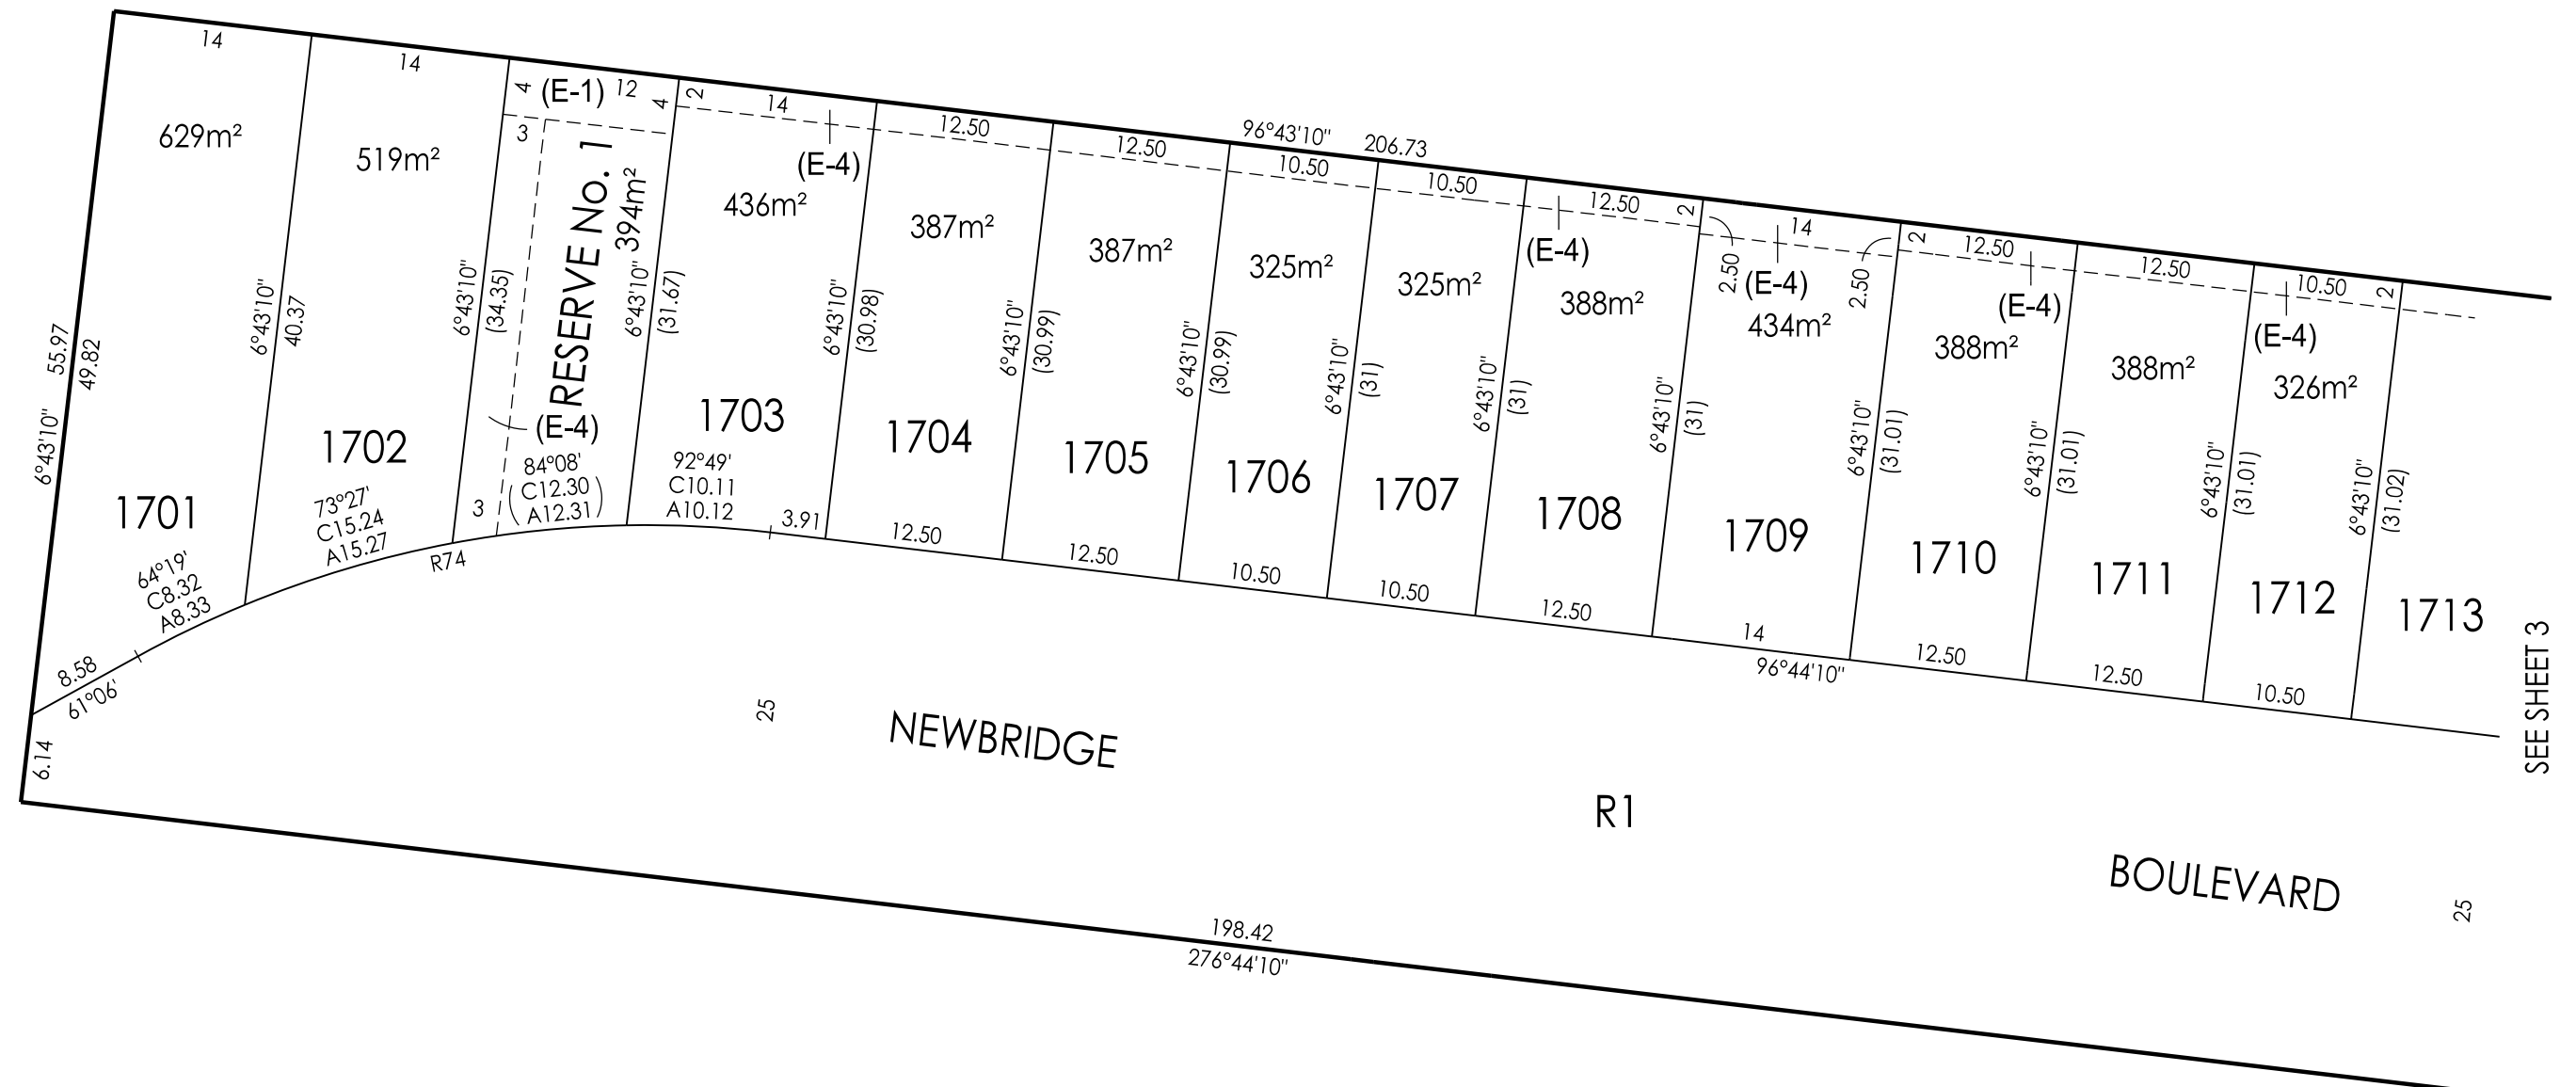 14
14
4
(E-1)
12
4
2
14
12.50
12.50
96°43'10"
206.73
10.50
10.50
12.50
2
14
2
12.50
12.50
10.50
2
3
629m²
519m²
RESERVE No. 1
394m²
(E-4)
436m²
387m²
387m²
325m²
325m²
(E-4)
388m²
2.50
(E-4)
434m²
2.50
(E-4)
388m²
388m²
(E-4)
326m²
55.97
49.82
6°43'10"
6°43'10"
40.37
6°43'10"
(34.35)
6°43'10"
(31.67)
6°43'10"
(30.98)
6°43'10"
(30.99)
6°43'10"
(30.99)
6°43'10"
(31)
6°43'10"
(31)
6°43'10"
(31)
6°43'10"
(31.01)
6°43'10"
(31.01)
6°43'10"
(31.01)
6°43'10"
(31.02)
(E-4)
1701
1702
1703
1704
1705
1706
1707
1708
1709
1710
1711
1712
1713
64°19'
C8.32
A8.33
73°27'
C15.24
A15.27
3
84°08'
(C12.30
A12.31)
92°49'
C10.11
A10.12
3.91
R74
8.58
61°06'
6.14
12.50
12.50
10.50
10.50
12.50
14
96°44'10"
12.50
12.50
10.50
SEE SHEET 3
25
NEWBRIDGE
R1
BOULEVARD
25
198.42
276°44'10"